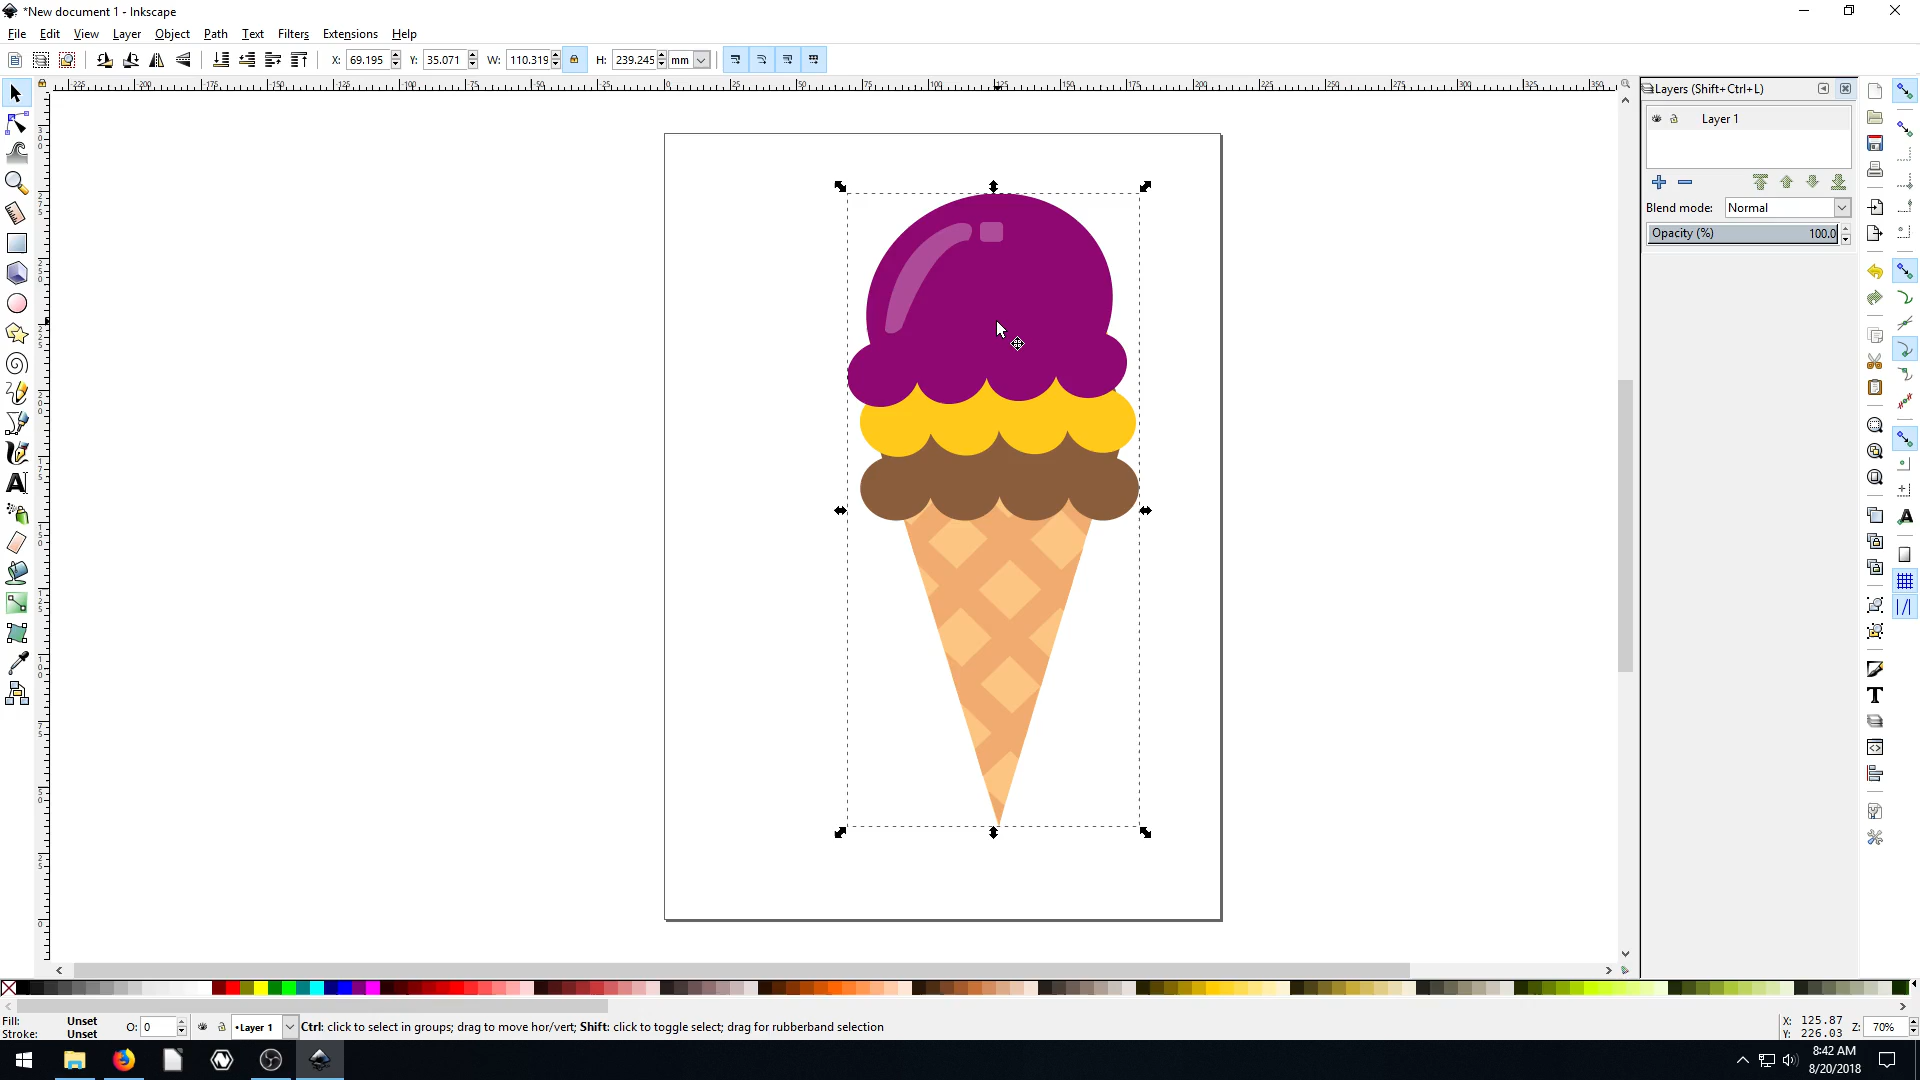 *New document 1 - Inkscape
File Edit View Layer Object Path Text Filters Extensions Help
X: 69.195 Y: 35.071 W: 110.319 H: 239.245 mm
Layers (Shift+Ctrl+L)
Layer 1
Blend mode: Normal
Opacity (%) 100.0
Fill: Unset
Stroke: Unset
O: 0
•Layer 1
Ctrl: click to select in groups; drag to move hor/vert; Shift: click to toggle select; drag for rubberband selection
X: 125.87
Y: 226.03
Z: 70%
8:42 AM
8/20/2018